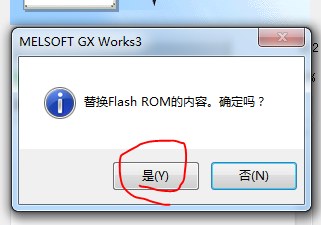 MELSOFT GX Works3
2
%
替换Flash ROM的内容。确定吗？
是(Y)
否(N)